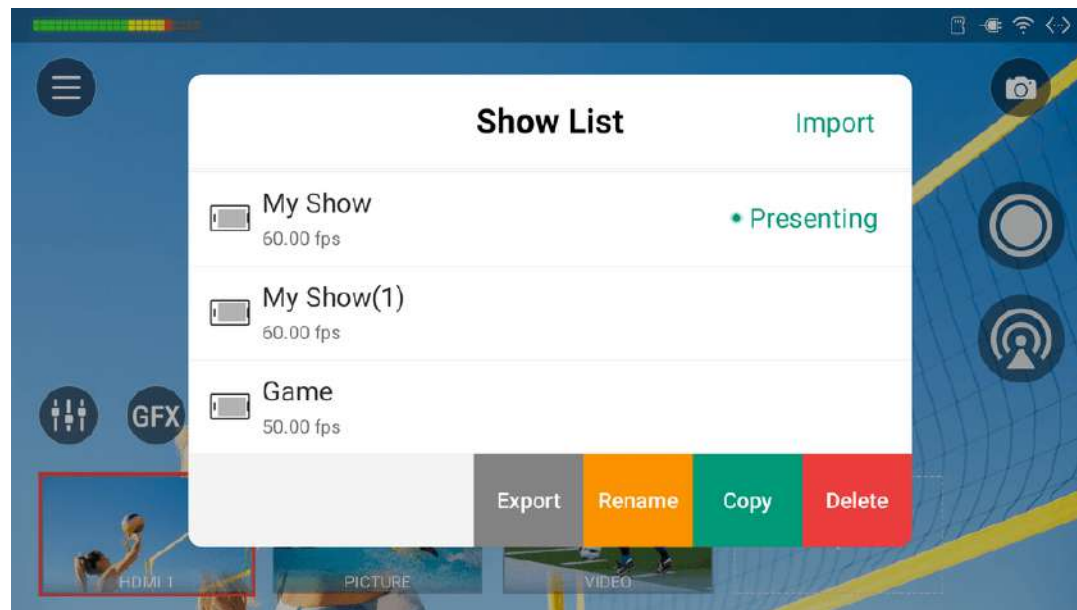 Show List
Import
My Show
60.00 fps
• Presenting
My Show(1)
60.00 fps
Game
50.00 fps
GFX
Export
Rename
Copy
Delete
HDMI 1
PICTURE
VIDEO